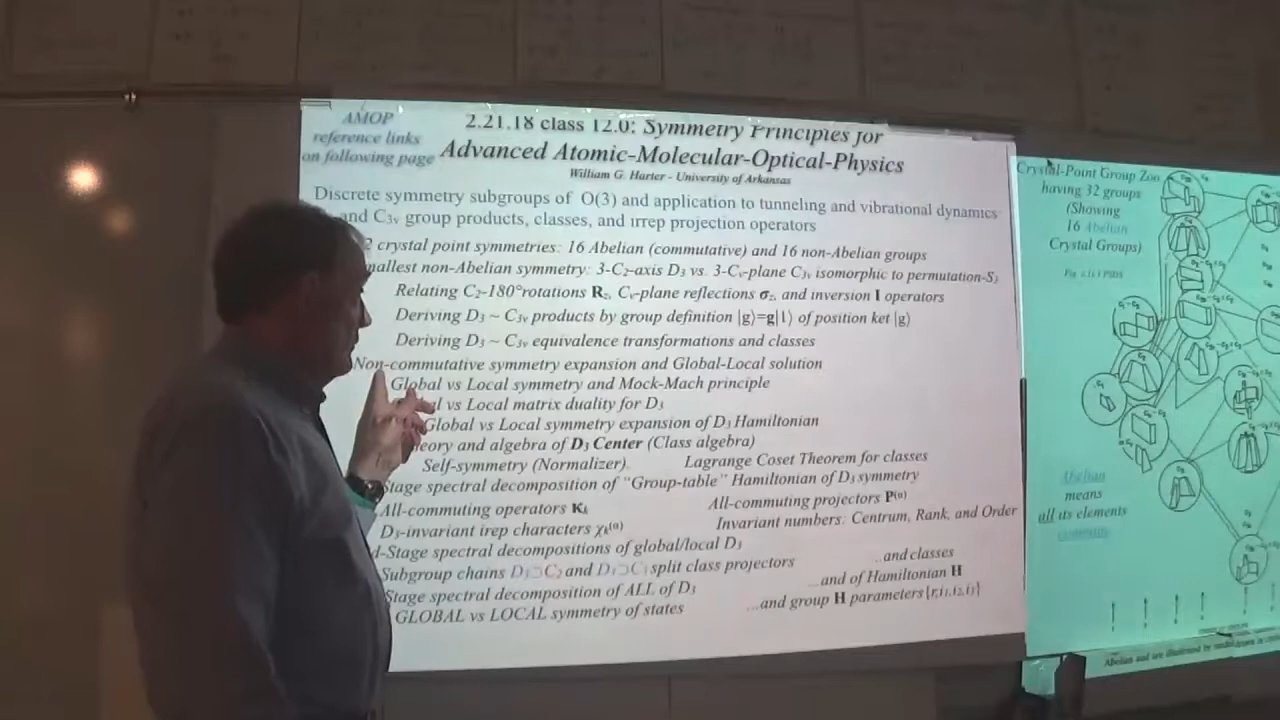 AMOP
reference links
on following page
2.21.18 class 12.0: Symmetry Principles for
Advanced Atomic-Molecular-Optical-Physics
William G. Harter - University of Arkansas
Discrete symmetry subgroups of O(3) and application to tunneling and vibrational dynamics
and C3v group products, classes, and irrep projection operators
2 crystal point symmetries: 16 Abelian (commutative) and 16 non-Abelian groups
mallest non-Abelian symmetry: 3-C2-axis D3 vs. 3-Cv-plane C3v isomorphic to permutation-S3
Relating C2-180°rotations Rz, Cv-plane reflections σz, and inversion I operators
Deriving D3 ~ C3v products by group definition |g⟩=g|1⟩ of position ket |g⟩
Deriving D3 ~ C3v equivalence transformations and classes
Non-commutative symmetry expansion and Global-Local solution
Global vs Local symmetry and Mock-Mach principle
l vs Local matrix duality for D3
Global vs Local symmetry expansion of D3 Hamiltonian
eory and algebra of D3 Center (Class algebra)
Self-symmetry (Normalizer). Lagrange Coset Theorem for classes
Stage spectral decomposition of "Group-table" Hamiltonian of D3 symmetry
All-commuting operators Kk All-commuting projectors P(α)
D3-invariant irep characters χk(α) Invariant numbers: Centrum, Rank, and Order
d-Stage spectral decompositions of global/local D3
Subgroup chains D3⊃C2 and D3⊃C3 split class projectors ...and classes
Stage spectral decomposition of ALL of D3 ...and of Hamiltonian H
GLOBAL vs LOCAL symmetry of states ...and group H parameters{r,i1,i2,i3}
Crystal-Point Group Zoo
having 32 groups
(Showing
16 Abelian
Crystal Groups)
Abelian
means
all its elements
commute